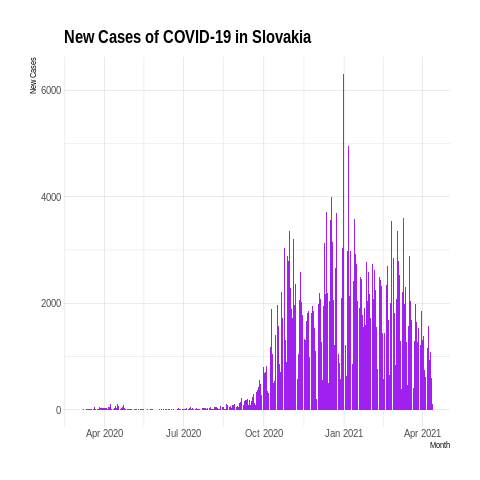 New Cases of COVID-19 in Slovakia
New Cases
6000
4000
2000
0
Apr 2020 Jul 2020 Oct 2020 Jan 2021 Apr 2021
Month